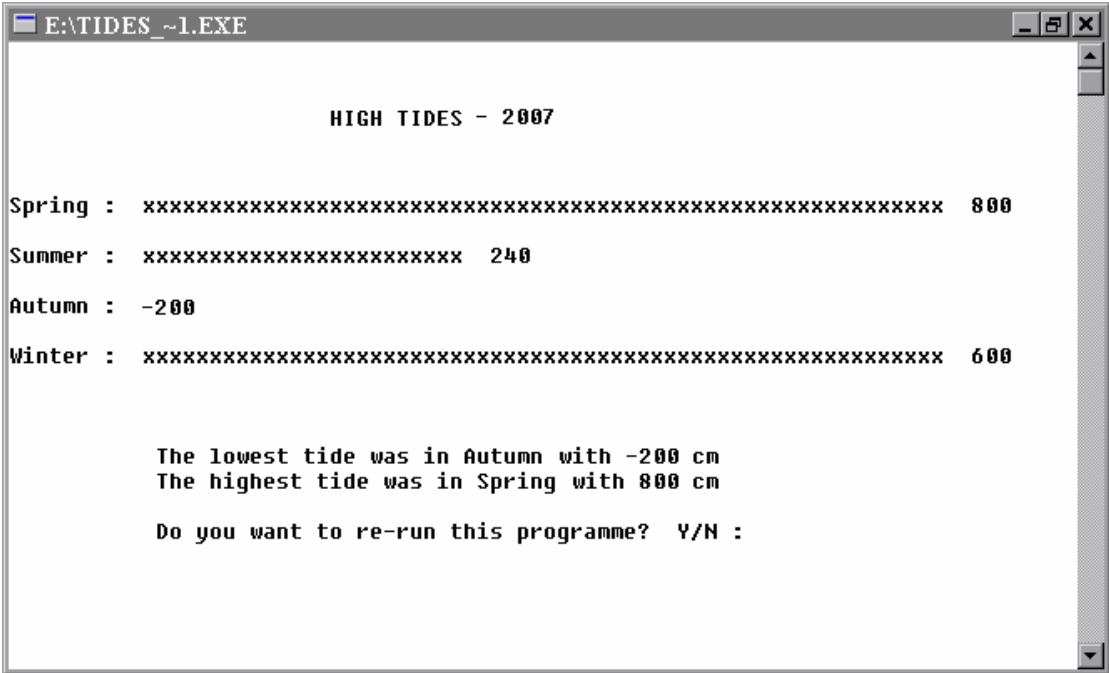 E:\TIDES_~1.EXE
HIGH TIDES - 2007
Spring : xxxxxxxxxxxxxxxxxxxxxxxxxxxxxxxxxxxxxxxxxxxxxxxxxxxxxxxxxxxx 800
Summer : xxxxxxxxxxxxxxxxxxxxxxxx 240
Autumn : -200
Winter : xxxxxxxxxxxxxxxxxxxxxxxxxxxxxxxxxxxxxxxxxxxxxxxxxxxxxxxxxxxx 600
The lowest tide was in Autumn with -200 cm
The highest tide was in Spring with 800 cm
Do you want to re-run this programme? Y/N :